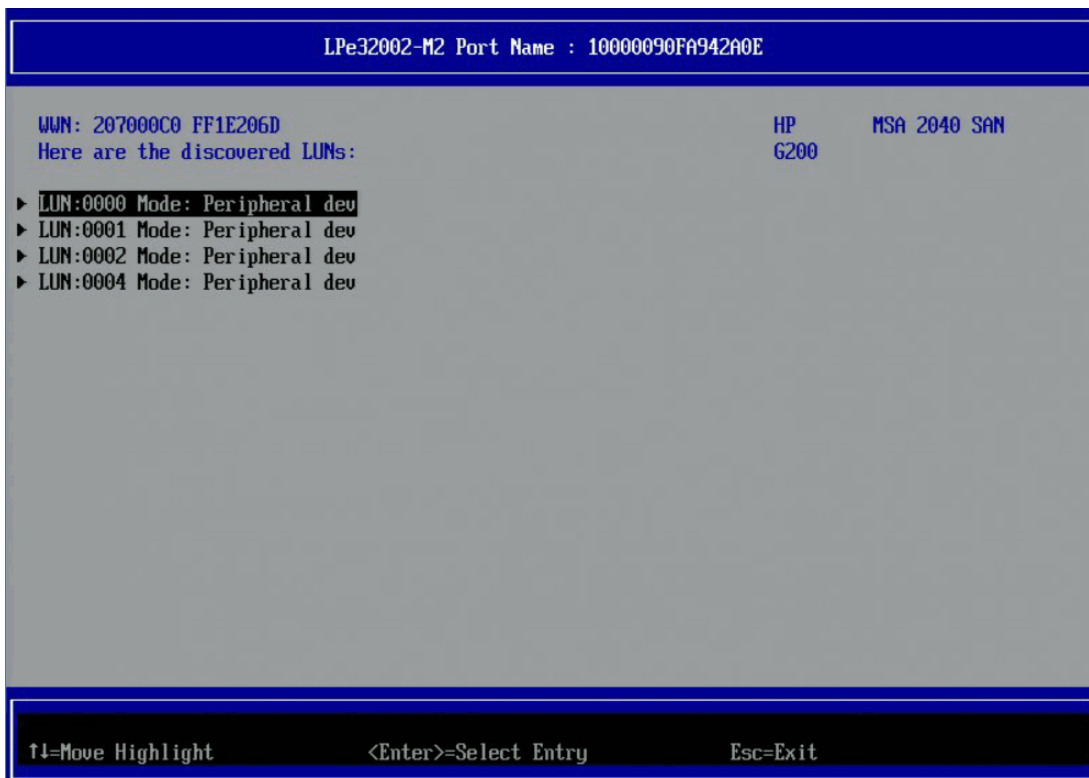 LPe32002-M2 Port Name : 10000090FA942A0E
WWN: 207000C0 FF1E206D HP MSA 2040 SAN
Here are the discovered LUNs: G200
▶ LUN:0000 Mode: Peripheral dev
▶ LUN:0001 Mode: Peripheral dev
▶ LUN:0002 Mode: Peripheral dev
▶ LUN:0004 Mode: Peripheral dev
↑↓=Move Highlight <Enter>=Select Entry Esc=Exit